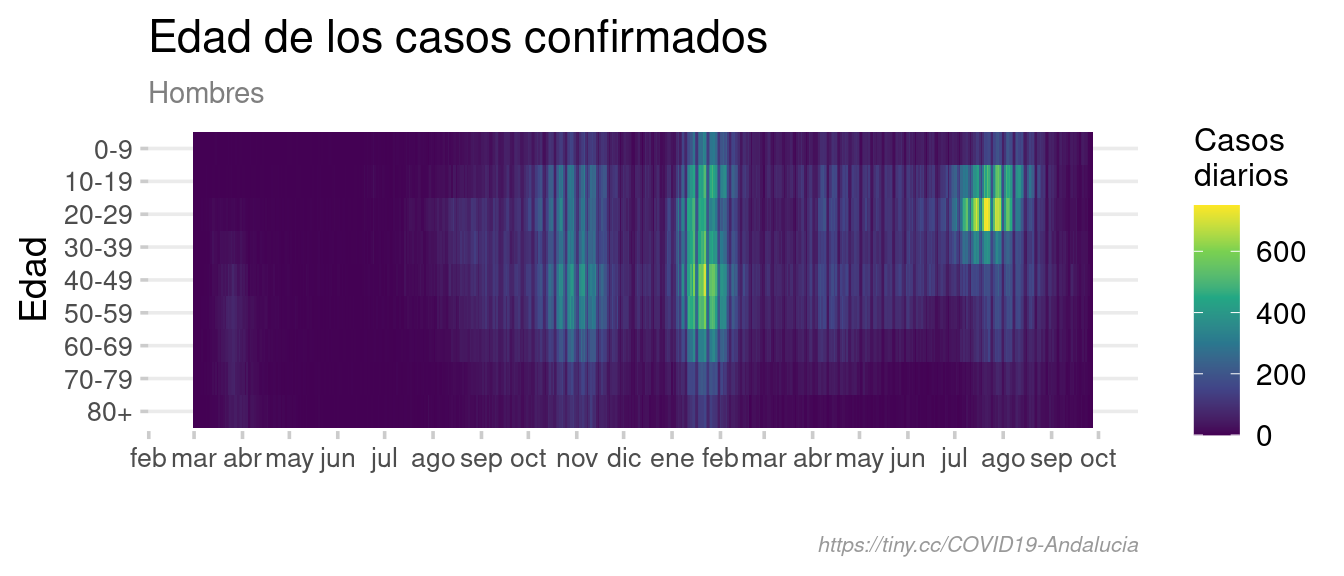 Edad de los casos confirmados
Hombres
Edad
0-9
10-19
20-29
30-39
40-49
50-59
60-69
70-79
80+
feb mar abr may jun jul ago sep oct nov dic ene feb mar abr may jun jul ago sep oct
Casos
diarios
600
400
200
0
https://tiny.cc/COVID19-Andalucia